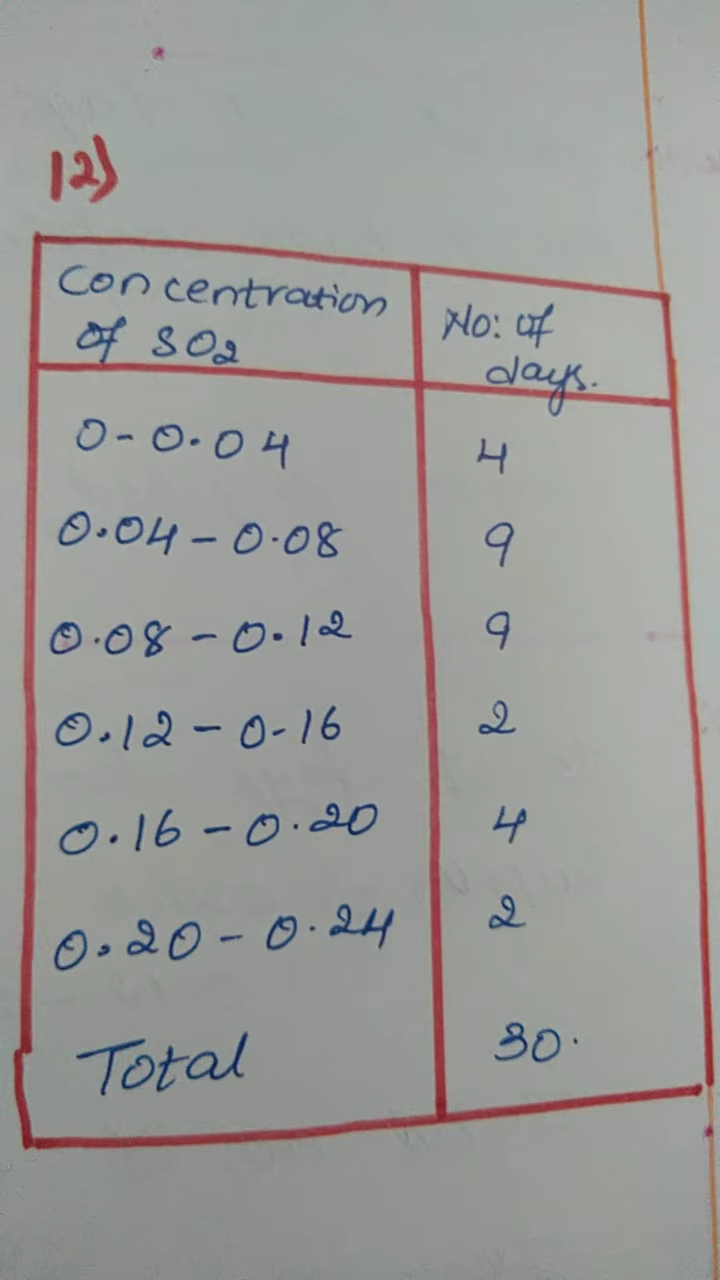 12)
Concentration of SO2 | No: of days.
0-0.04 | 4
0.04-0.08 | 9
0.08-0.12 | 9
0.12-0-16 | 2
0.16-0.20 | 4
0.20-0.24 | 2
Total | 30.